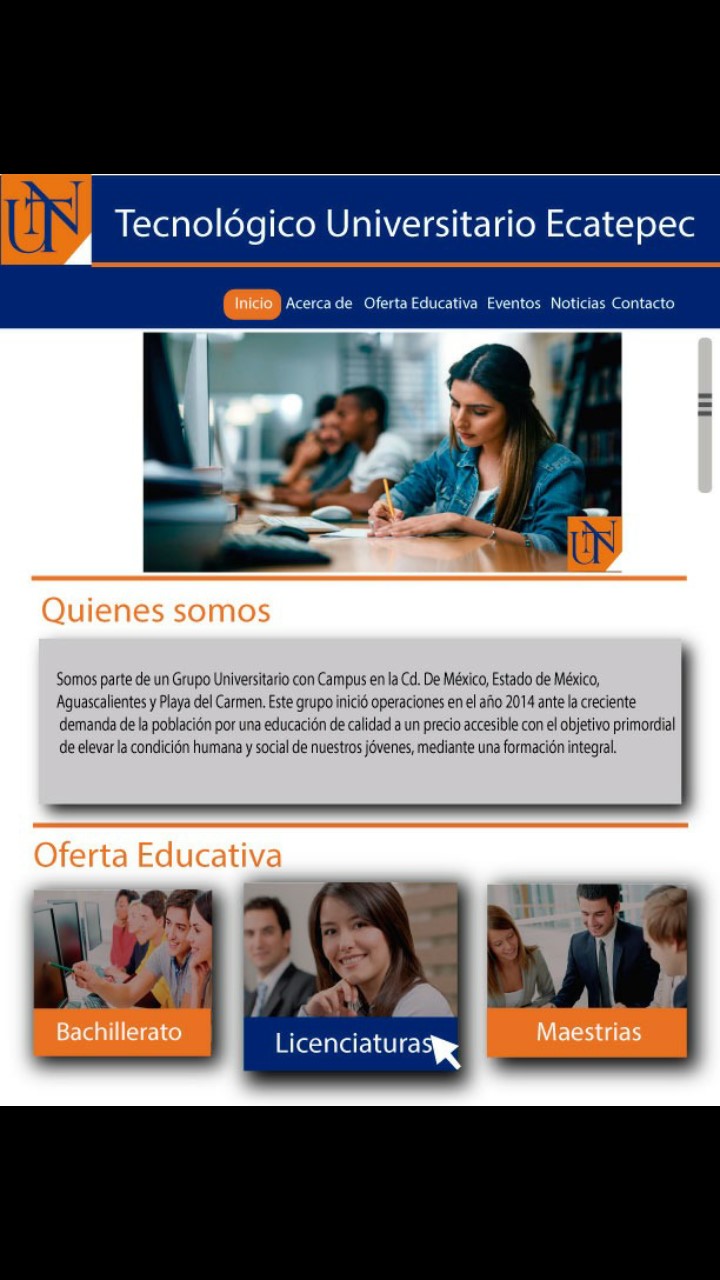 UTN
Tecnológico Universitario Ecatepec
Inicio Acerca de Oferta Educativa Eventos Noticias Contacto
UTN
Quienes somos
Somos parte de un Grupo Universitario con Campus en la Cd. De México, Estado de México,
Aguascalientes y Playa del Carmen. Este grupo inició operaciones en el año 2014 ante la creciente
demanda de la población por una educación de calidad a un precio accesible con el objetivo primordial
de elevar la condición humana y social de nuestros jóvenes, mediante una formación integral.
Oferta Educativa
Bachillerato
Licenciaturas
Maestrias